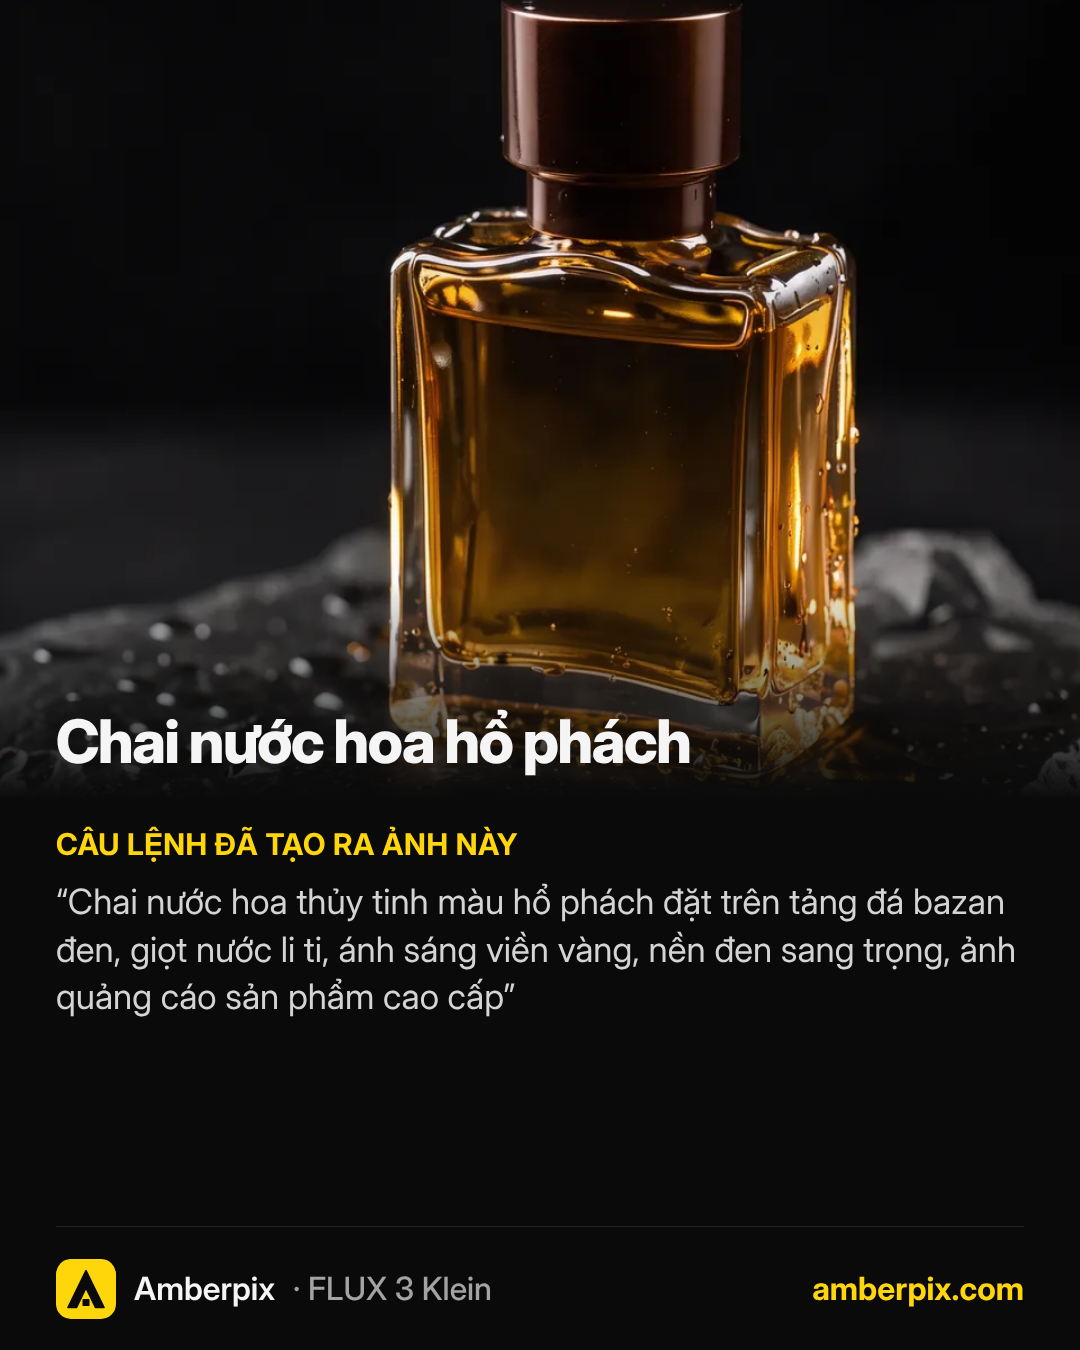 Chai nước hoa hổ phách
CÂU LỆNH ĐÃ TẠO RA ẢNH NÀY
“Chai nước hoa thủy tinh màu hổ phách đặt trên tảng đá bazan
đen, giọt nước li ti, ánh sáng viền vàng, nền đen sang trọng, ảnh
quảng cáo sản phẩm cao cấp”
Amberpix · FLUX 3 Klein
amberpix.com